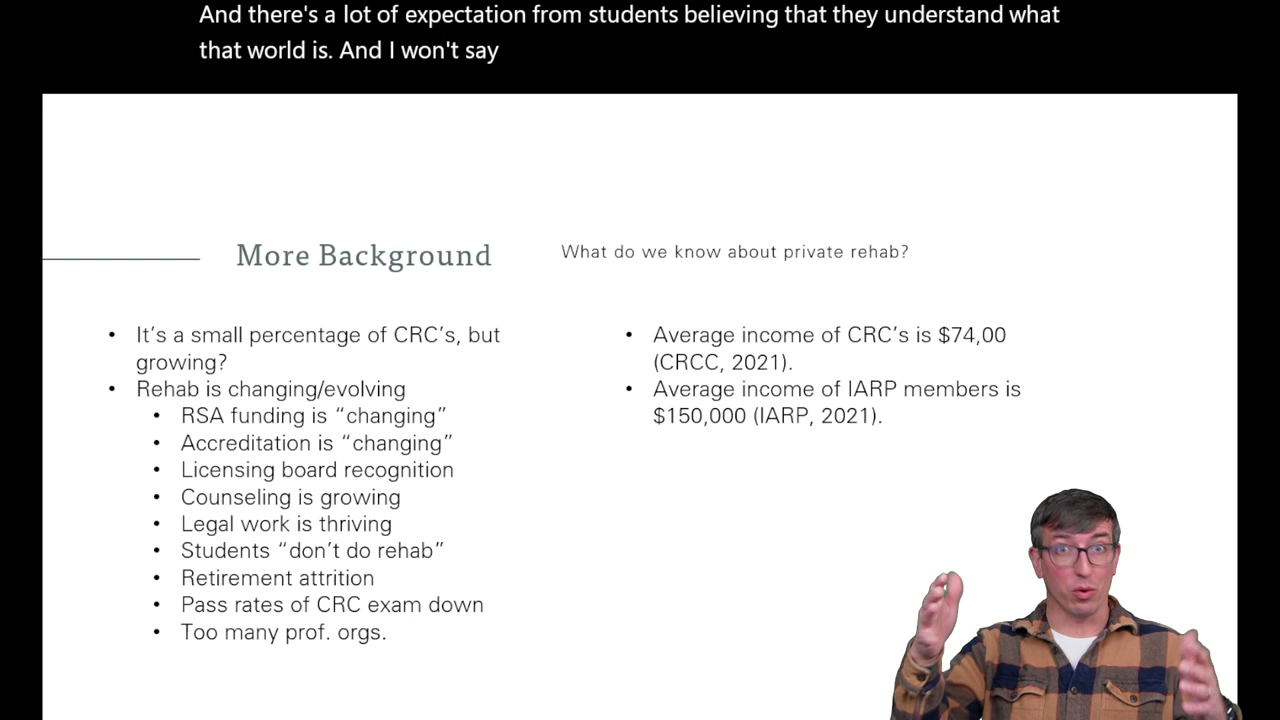 And there's a lot of expectation from students believing that they understand what
that world is. And I won't say
More Background
What do we know about private rehab?
• It's a small percentage of CRC's, but
growing?
• Rehab is changing/evolving
• RSA funding is “changing”
• Accreditation is “changing”
• Licensing board recognition
• Counseling is growing
• Legal work is thriving
• Students “don't do rehab”
• Retirement attrition
• Pass rates of CRC exam down
• Too many prof. orgs.
• Average income of CRC's is $74,00
(CRCC, 2021).
• Average income of IARP members is
$150,000 (IARP, 2021).